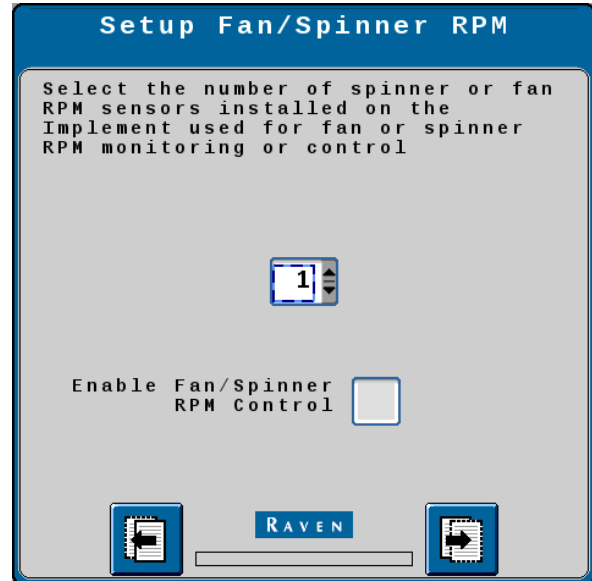 Setup Fan/Spinner RPM
Select the number of spinner or fan
RPM sensors installed on the
Implement used for fan or spinner
RPM monitoring or control
1
Enable Fan/Spinner
RPM Control
RAVEN